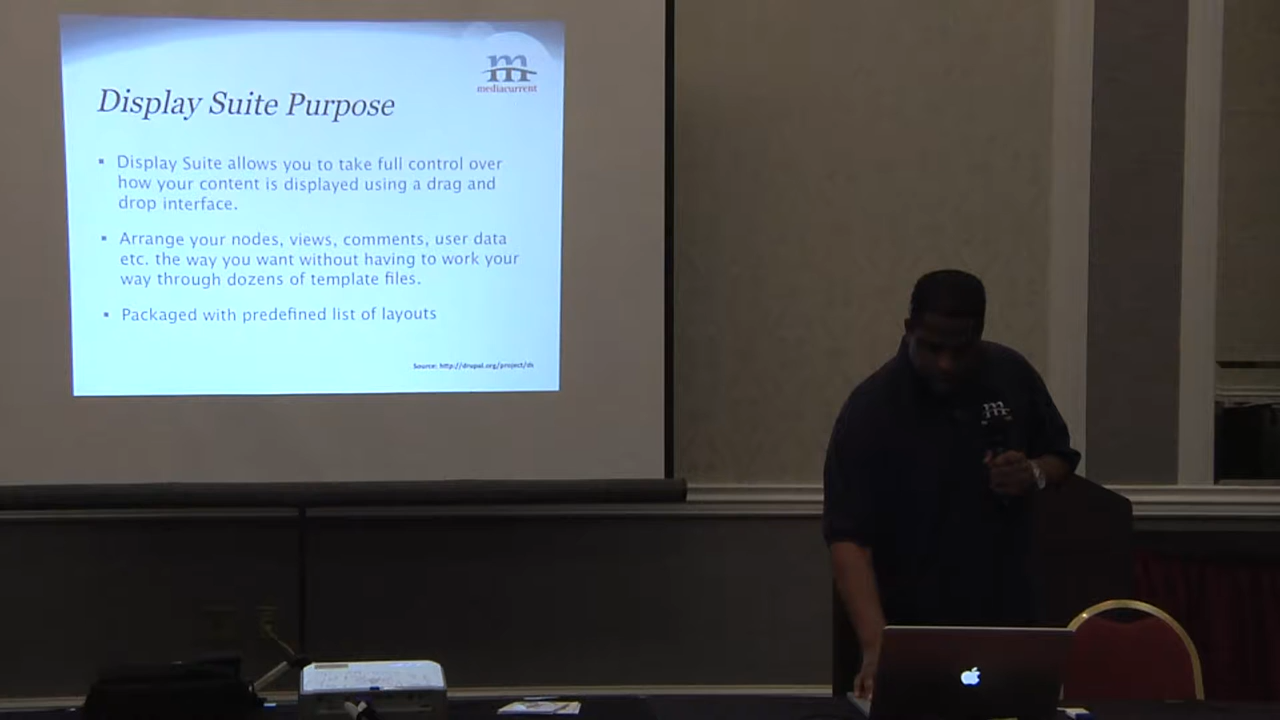 m
mediacurrent
Display Suite Purpose
▪ Display Suite allows you to take full control over
how your content is displayed using a drag and
drop interface.
▪ Arrange your nodes, views, comments, user data
etc. the way you want without having to work your
way through dozens of template files.
▪ Packaged with predefined list of layouts
Source: http://drupal.org/project/ds
m